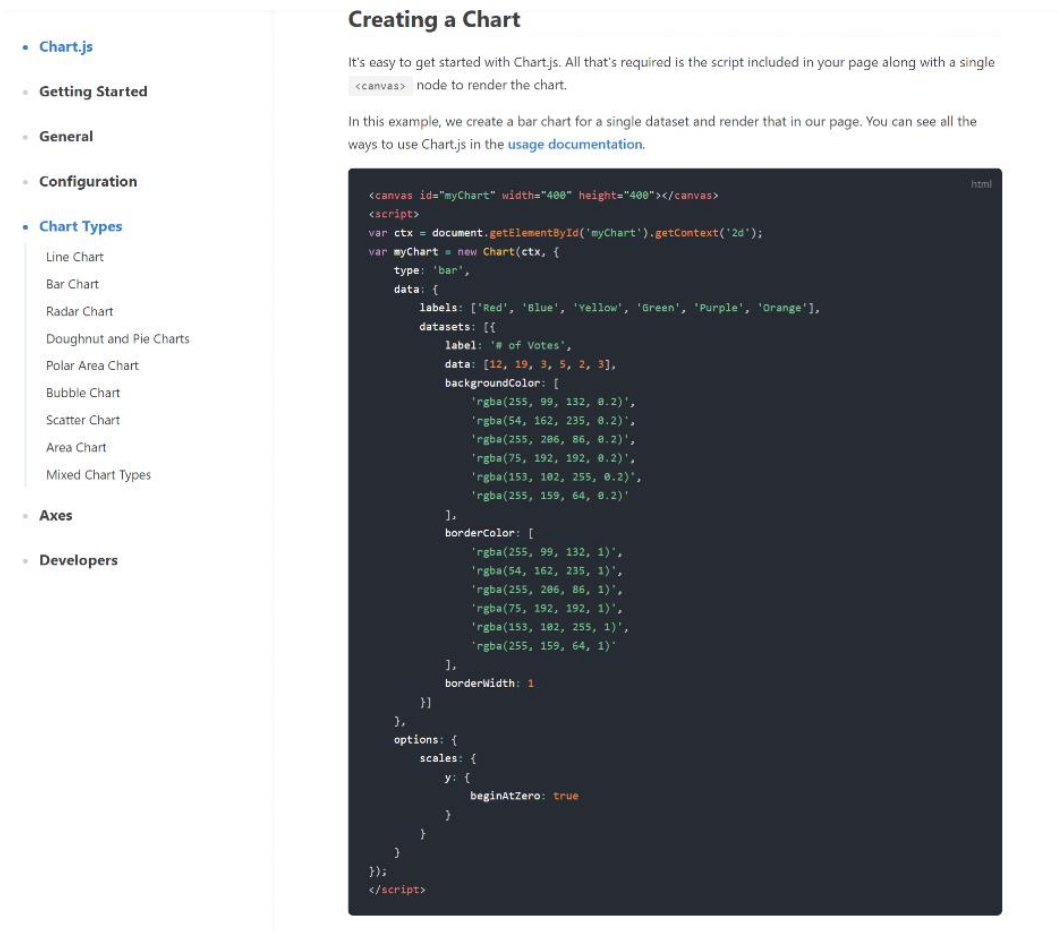 Chart.js
Getting Started
General
Configuration
Chart Types
Line Chart
Bar Chart
Radar Chart
Doughnut and Pie Charts
Polar Area Chart
Bubble Chart
Scatter Chart
Area Chart
Mixed Chart Types
Axes
Developers
Creating a Chart
It's easy to get started with Chart.js. All that's required is the script included in your page along with a single
<canvas> node to render the chart.
In this example, we create a bar chart for a single dataset and render that in our page. You can see all the
ways to use Chart.js in the usage documentation.
html
<canvas id="myChart" width="400" height="400"></canvas>
<script>
var ctx = document.getElementById('myChart').getContext('2d');
var myChart = new Chart(ctx, {
    type: 'bar',
    data: {
        labels: ['Red', 'Blue', 'Yellow', 'Green', 'Purple', 'Orange'],
        datasets: [{
            label: '# of Votes',
            data: [12, 19, 3, 5, 2, 3],
            backgroundColor: [
                'rgba(255, 99, 132, 0.2)',
                'rgba(54, 162, 235, 0.2)',
                'rgba(255, 206, 86, 0.2)',
                'rgba(75, 192, 192, 0.2)',
                'rgba(153, 102, 255, 0.2)',
                'rgba(255, 159, 64, 0.2)'
            ],
            borderColor: [
                'rgba(255, 99, 132, 1)',
                'rgba(54, 162, 235, 1)',
                'rgba(255, 206, 86, 1)',
                'rgba(75, 192, 192, 1)',
                'rgba(153, 102, 255, 1)',
                'rgba(255, 159, 64, 1)'
            ],
            borderWidth: 1
        }]
    },
    options: {
        scales: {
            y: {
                beginAtZero: true
            }
        }
    }
});
</script>